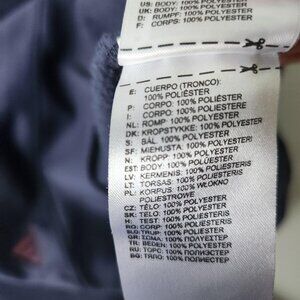 US: BODY: 100% POLYESTER
UK: BODY: 100% POLYESTER
D: RUMPF: 100% POLYESTER
F: CORPS: 100% POLYESTER
E: CUERPO (TRONCO):
100% POLIÉSTER
P: CORPO: 100% POLIÉSTER
I: CORPO: 100% POLIESTERE
NL: ROMP: 100% POLYESTER
DK: KROPSTYKKE: 100% POLYESTER
S: BÅL: 100% POLYESTER
SF: MIEHUSTA: 100% POLYESTER
N: KROPP: 100% POLYESTER
EST: BODY: 100% POLÜESTER
LV: KERMENIS: 100% POLIESTERIS
LT: TORSAS: 100% POLIESTERIS
PL: KORPUS: 100% WŁÓKNO
POLIESTROWE
CZ: TĚLO: 100% POLYESTER
SK: TELO: 100% POLYESTER
H: TEST: 100% POLIÉSTER
RO: CORP: 100% POLIESTER
SLO: TRUP: 100% POLIESTER
GR: ΣΩΜΑ: 100% ΠΟΛΥΕΣΤΕΡ
TR: BEDEN: 100% POLYESTER
RU: ТОРС: 100% ПОЛИЭСТЕР
BG: ТЯЛО: 100% ПОЛИЕСТЕР